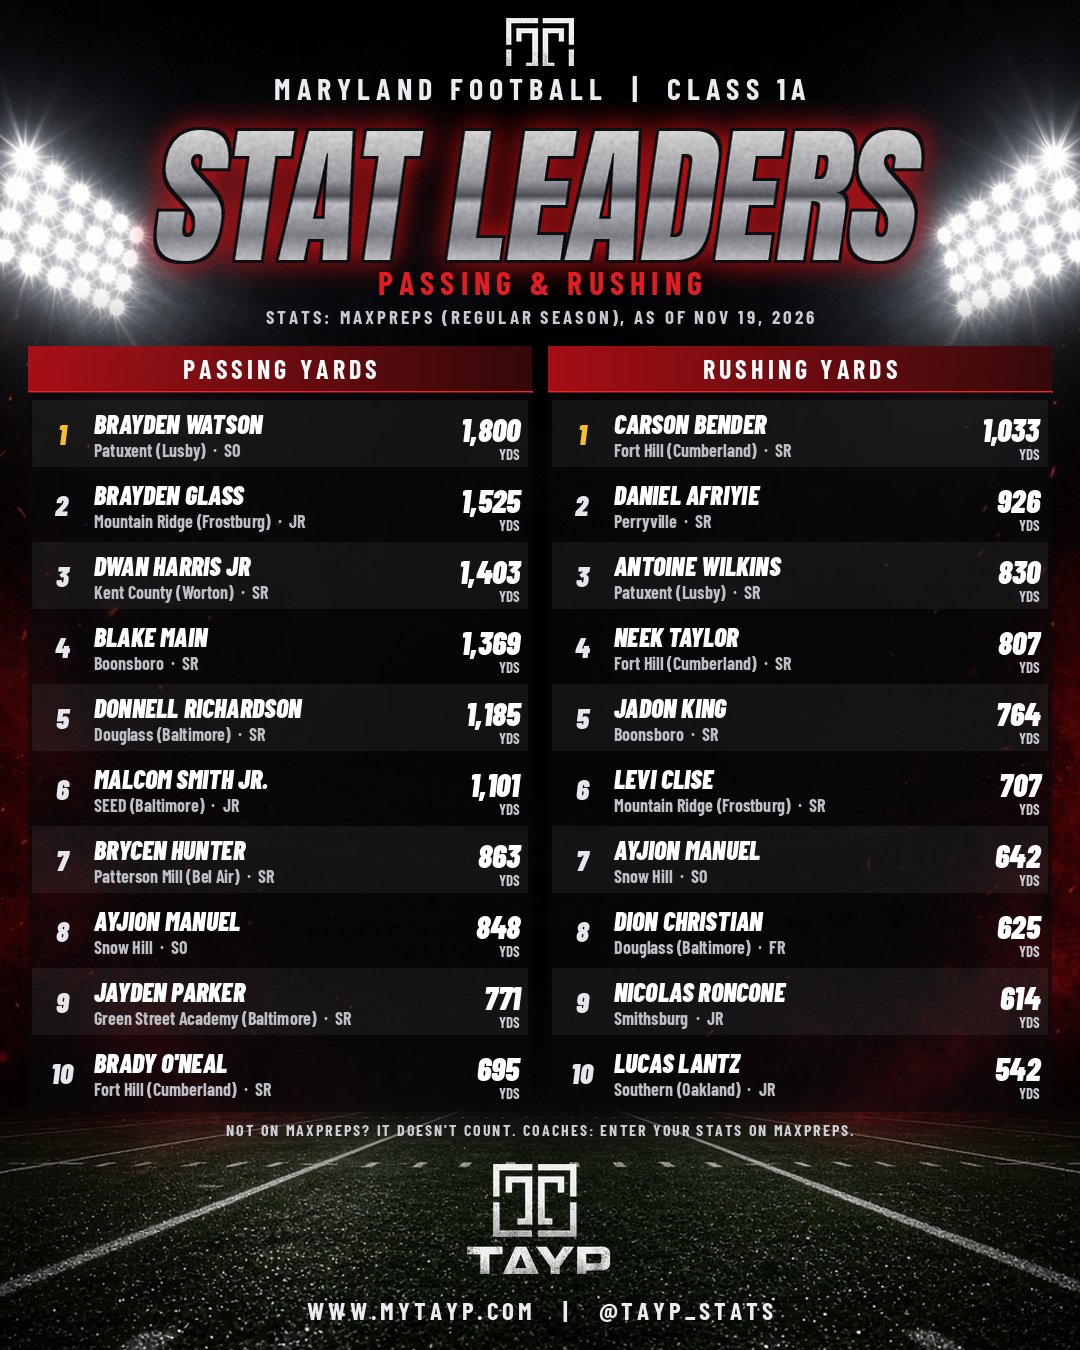 MARYLAND FOOTBALL | CLASS 1A
STAT LEADERS
PASSING & RUSHING
STATS: MAXPREPS (REGULAR SEASON), AS OF NOV 19, 2026
PASSING YARDS
1 BRAYDEN WATSON 1,800
Patuxent (Lusby) · SO YDS
2 BRAYDEN GLASS 1,525
Mountain Ridge (Frostburg) · JR YDS
3 DWAN HARRIS JR 1,403
Kent County (Worton) · SR YDS
4 BLAKE MAIN 1,369
Boonsboro · SR YDS
5 DONNELL RICHARDSON 1,185
Douglass (Baltimore) · SR YDS
6 MALCOM SMITH JR. 1,101
SEED (Baltimore) · JR YDS
7 BRYCEN HUNTER 863
Patterson Mill (Bel Air) · SR YDS
8 AYJION MANUEL 848
Snow Hill · SO YDS
9 JAYDEN PARKER 771
Green Street Academy (Baltimore) · SR YDS
10 BRADY O'NEAL 695
Fort Hill (Cumberland) · SR YDS
RUSHING YARDS
1 CARSON BENDER 1,033
Fort Hill (Cumberland) · SR YDS
2 DANIEL AFRIYIE 926
Perryville · SR YDS
3 ANTOINE WILKINS 830
Patuxent (Lusby) · SR YDS
4 NEEK TAYLOR 807
Fort Hill (Cumberland) · SR YDS
5 JADON KING 764
Boonsboro · SR YDS
6 LEVI CLISE 707
Mountain Ridge (Frostburg) · SR YDS
7 AYJION MANUEL 642
Snow Hill · SO YDS
8 DION CHRISTIAN 625
Douglass (Baltimore) · FR YDS
9 NICOLAS RONCONE 614
Smithsburg · JR YDS
10 LUCAS LANTZ 542
Southern (Oakland) · JR YDS
NOT ON MAXPREPS? IT DOESN'T COUNT. COACHES: ENTER YOUR STATS ON MAXPREPS.
TAYP
WWW.MYTAYP.COM | @TAYP_STATS